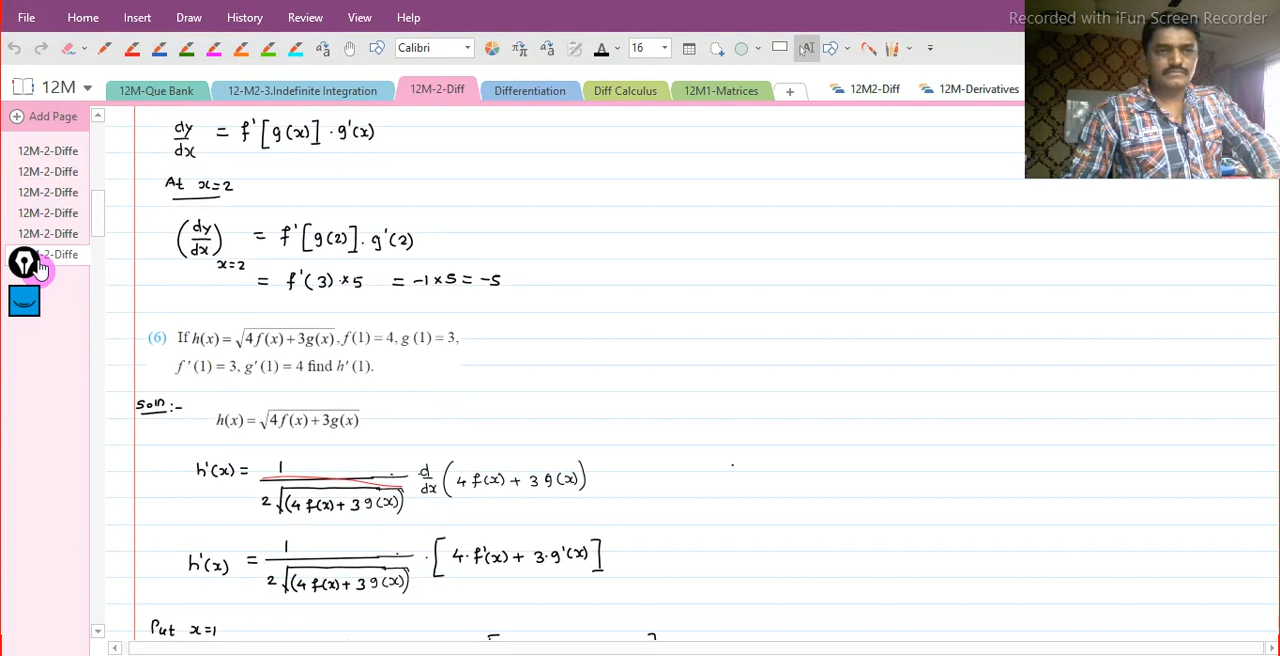 File Home Insert Draw History Review View Help
Recorded with iFun Screen Recorder
Calibri 16
12M 12M-Que Bank 12-M2-3.Indefinite Integration 12M-2-Diff Differentiation Diff Calculus 12M1-Matrices + 12M2-Diff 12M-Derivatives
Add Page
12M-2-Diffe
12M-2-Diffe
12M-2-Diffe
12M-2-Diffe
12M-2-Diffe
-2-Diffe
dy/dx = f'[g(x)] · g'(x)
At x=2
(dy/dx)x=2 = f'[g(2)] . g'(2)
= f'(3) × 5 = -1 × 5 = -5
(6) If h(x) = √4f(x)+3g(x), f(1) = 4, g (1) = 3,
f '(1) = 3, g'(1) = 4 find h'(1).
Soln :-
h(x) = √4f(x)+3g(x)
h'(x) = 1/2√(4f(x)+3g(x)) d/dx (4f(x) + 3g(x))
h'(x) = 1/2√(4f(x)+3g(x)) · [4·f'(x) + 3·g'(x)]
Put x=1